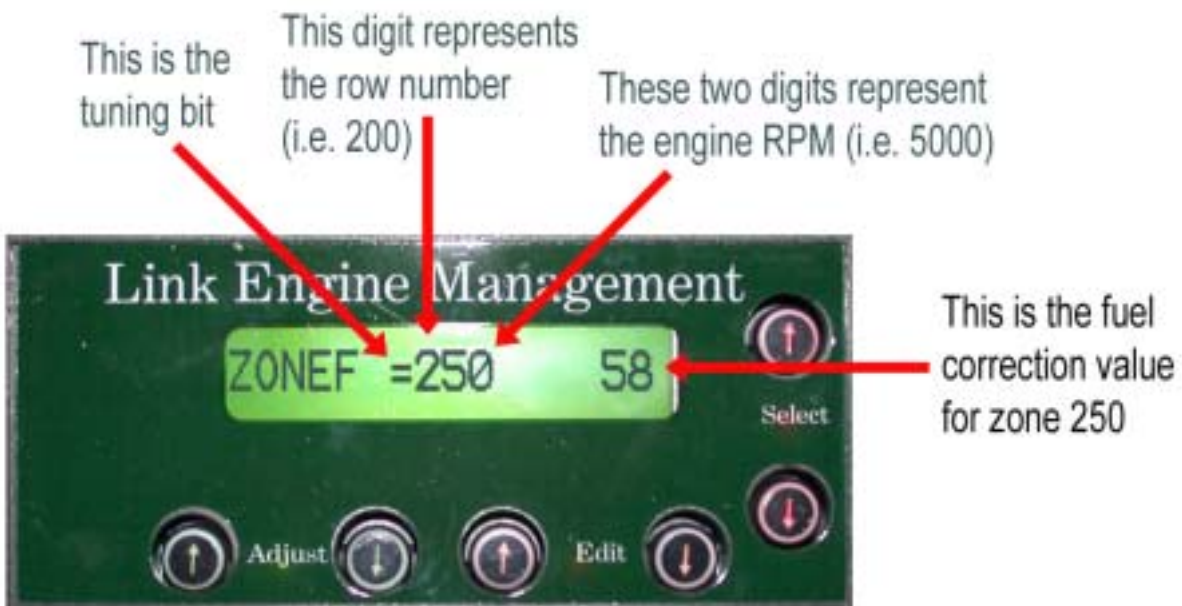 This is the
tuning bit
This digit represents
the row number
(i.e. 200)
These two digits represent
the engine RPM (i.e. 5000)
Link Engine Management
ZONEF =250 58
Select
Adjust
Edit
This is the fuel
correction value
for zone 250